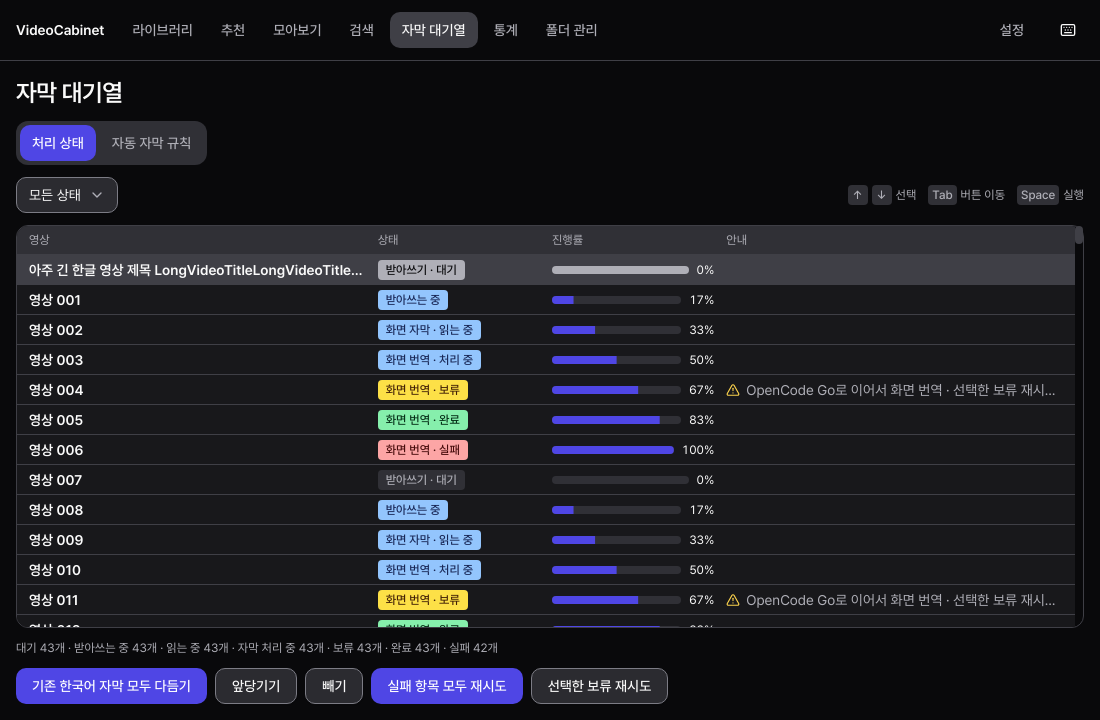 VideoCabinet 라이브러리 추천 모아보기 검색 자막 대기열 통계 폴더 관리 설정
자막 대기열
처리 상태 자동 자막 규칙
모든 상태 ↑ ↓ 선택 Tab 버튼 이동 Space 실행
영상 상태 진행률 안내
아주 긴 한글 영상 제목 LongVideoTitleLongVideoTitle... 받아쓰기 · 대기 0%
영상 001 받아쓰는 중 17%
영상 002 화면 자막 · 읽는 중 33%
영상 003 화면 번역 · 처리 중 50%
영상 004 화면 번역 · 보류 67% OpenCode Go로 이어서 화면 번역 · 선택한 보류 재시...
영상 005 화면 번역 · 완료 83%
영상 006 화면 번역 · 실패 100%
영상 007 받아쓰기 · 대기 0%
영상 008 받아쓰는 중 17%
영상 009 화면 자막 · 읽는 중 33%
영상 010 화면 번역 · 처리 중 50%
영상 011 화면 번역 · 보류 67% OpenCode Go로 이어서 화면 번역 · 선택한 보류 재시...
대기 43개 · 받아쓰는 중 43개 · 읽는 중 43개 · 자막 처리 중 43개 · 보류 43개 · 완료 43개 · 실패 42개
기존 한국어 자막 모두 다듬기 앞당기기 빼기 실패 항목 모두 재시도 선택한 보류 재시도